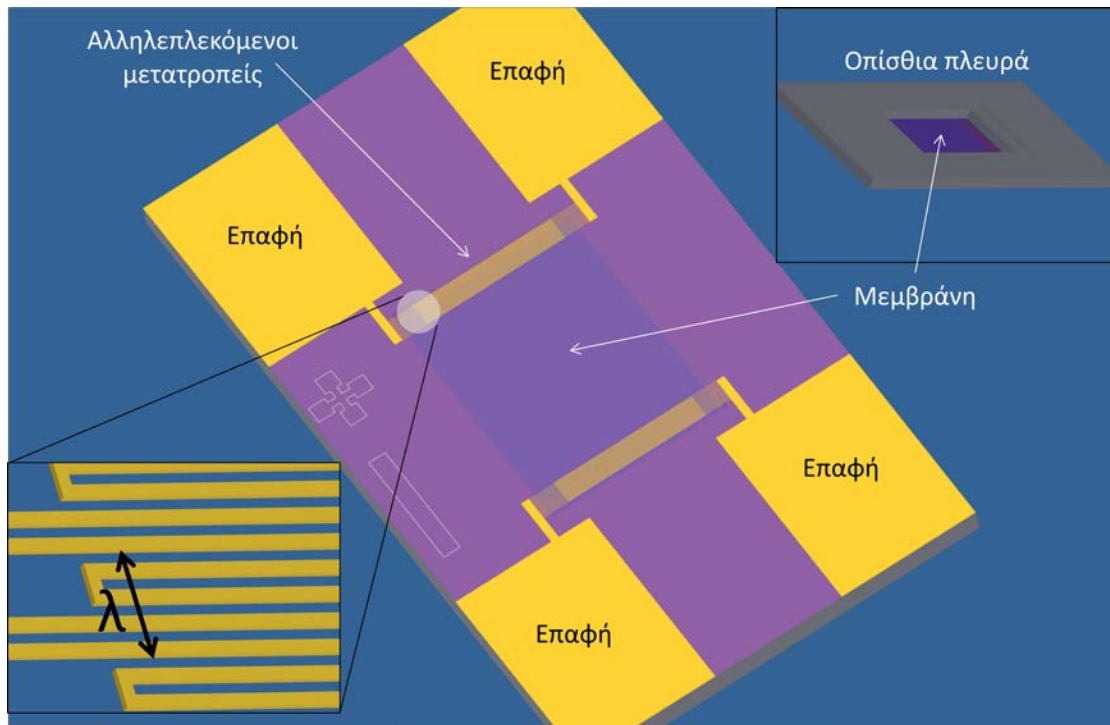 Αλληλεπλεκόμενοι
μετατροπείς
Επαφή
Οπίσθια πλευρά
Επαφή
Μεμβράνη
Επαφή
λ
Επαφή